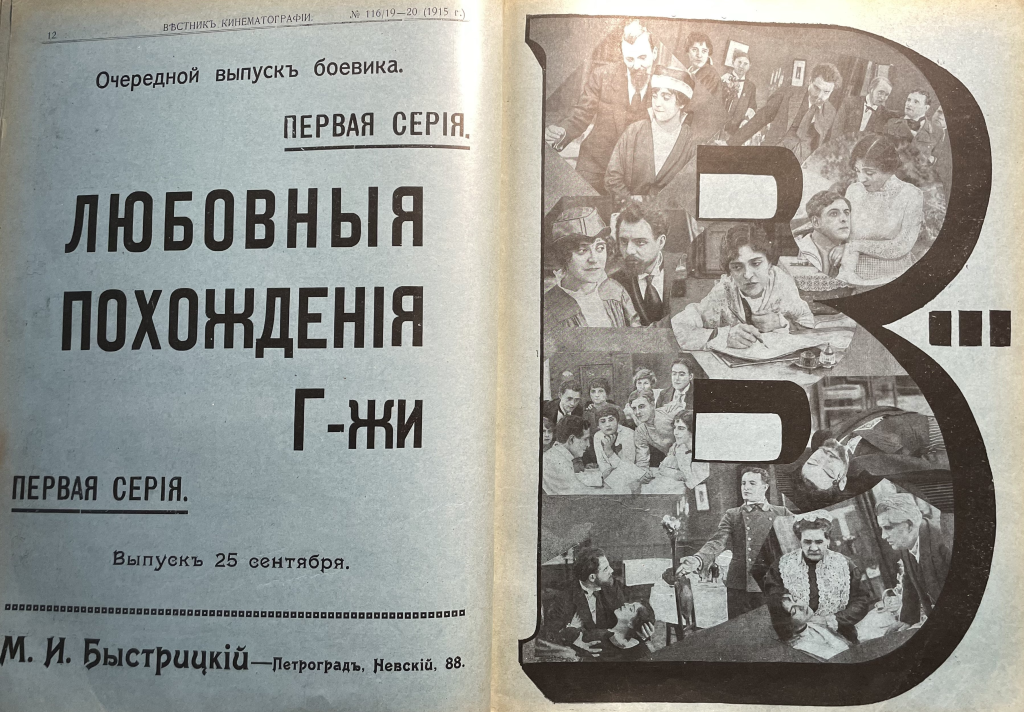 12 ВѢСТНИКЪ КИНЕМАТОГРАФІИ. № 116/19—20 (1915 г.)
Очередной выпускъ боевика.
ПЕРВАЯ СЕРІЯ.
ЛЮБОВНЫЯ
ПОХОЖДЕНІЯ
Г-ЖИ
ПЕРВАЯ СЕРІЯ.
Выпускъ 25 сентября.
М. И. Быстрицкій—Петроградъ, Невскій, 88.
В...